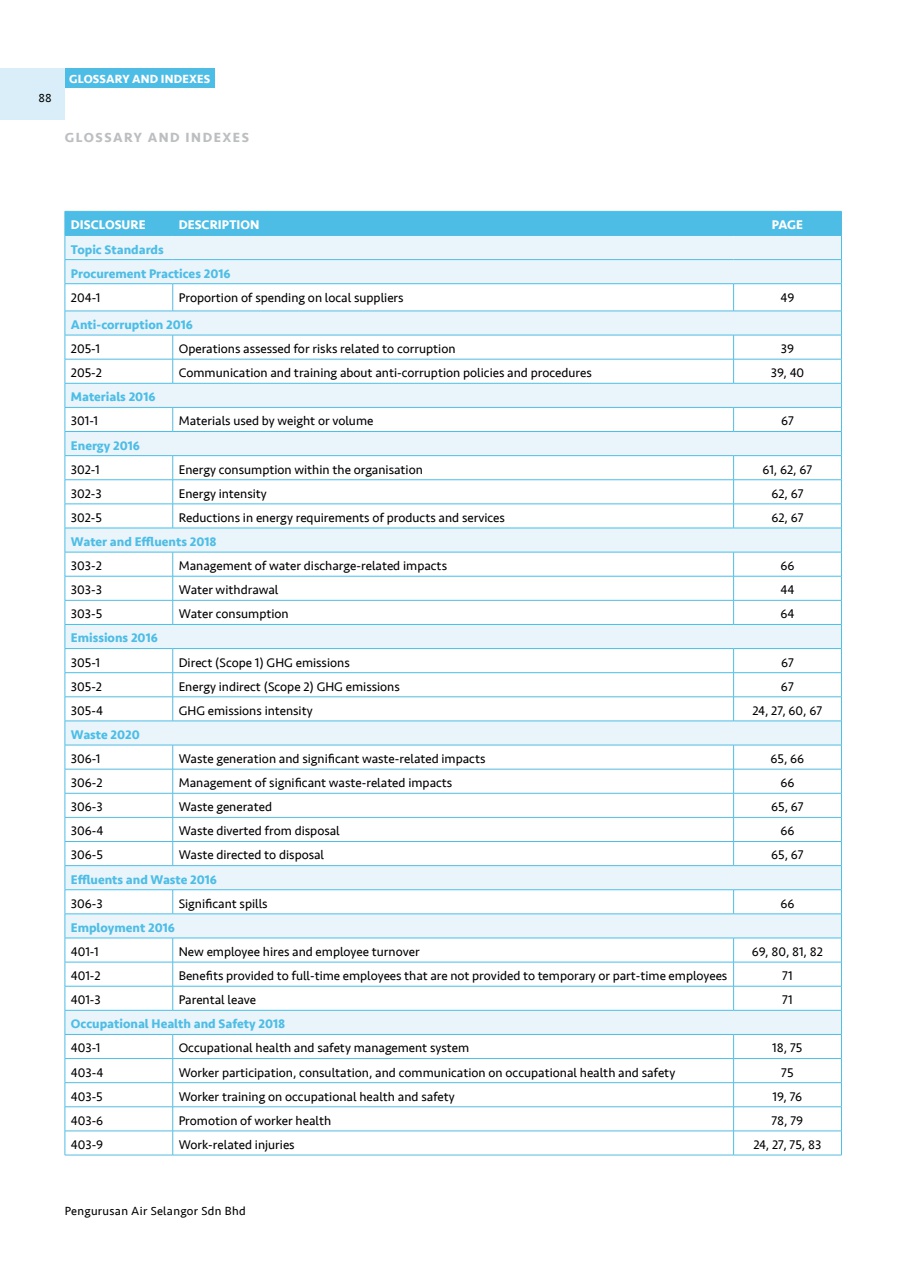 GLOSSARY AND INDEXES
88
GLOSSARY AND INDEXES
DISCLOSURE DESCRIPTION PAGE
Topic Standards
Procurement Practices 2016
204-1 Proportion of spending on local suppliers 49
Anti-corruption 2016
205-1 Operations assessed for risks related to corruption 39
205-2 Communication and training about anti-corruption policies and procedures 39, 40
Materials 2016
301-1 Materials used by weight or volume 67
Energy 2016
302-1 Energy consumption within the organisation 61, 62, 67
302-3 Energy intensity 62, 67
302-5 Reductions in energy requirements of products and services 62, 67
Water and Effluents 2018
303-2 Management of water discharge-related impacts 66
303-3 Water withdrawal 44
303-5 Water consumption 64
Emissions 2016
305-1 Direct (Scope 1) GHG emissions 67
305-2 Energy indirect (Scope 2) GHG emissions 67
305-4 GHG emissions intensity 24, 27, 60, 67
Waste 2020
306-1 Waste generation and significant waste-related impacts 65, 66
306-2 Management of significant waste-related impacts 66
306-3 Waste generated 65, 67
306-4 Waste diverted from disposal 66
306-5 Waste directed to disposal 65, 67
Effluents and Waste 2016
306-3 Significant spills 66
Employment 2016
401-1 New employee hires and employee turnover 69, 80, 81, 82
401-2 Benefits provided to full-time employees that are not provided to temporary or part-time employees 71
401-3 Parental leave 71
Occupational Health and Safety 2018
403-1 Occupational health and safety management system 18, 75
403-4 Worker participation, consultation, and communication on occupational health and safety 75
403-5 Worker training on occupational health and safety 19, 76
403-6 Promotion of worker health 78, 79
403-9 Work-related injuries 24, 27, 75, 83
Pengurusan Air Selangor Sdn Bhd